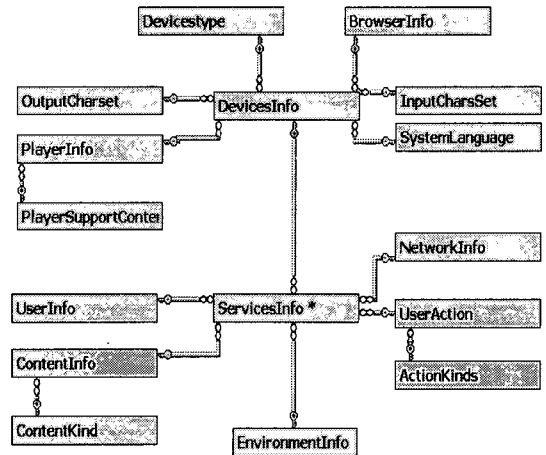 Devicestype
BrowserInfo
OutputCharset
DevicesInfo
InputCharsSet
PlayerInfo
SystemLanguage
PlayerSupportConter
NetworkInfo
UserInfo
ServicesInfo *
UserAction
ContentInfo
ActionKinds
ContentKind
EnvironmentInfo